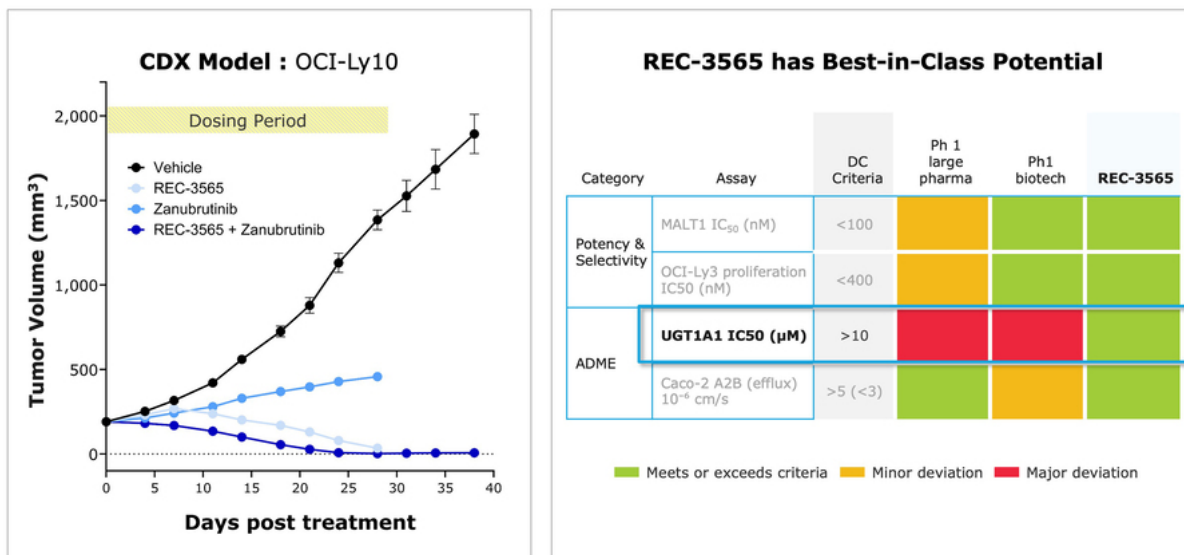 CDX Model : OCI-Ly10
Tumor Volume (mm³)
2,000
1,500
1,000
500
0
Dosing Period
Vehicle
REC-3565
Zanubrutinib
REC-3565 + Zanubrutinib
0 5 10 15 20 25 30 35 40
Days post treatment
REC-3565 has Best-in-Class Potential
Category
Assay
DC
Criteria
Ph 1
large
pharma
Ph1
biotech
REC-3565
Potency &
Selectivity
MALT1 IC₅₀ (nM)
<100
OCI-Ly3 proliferation
IC50 (nM)
<400
ADME
UGT1A1 IC50 (μM)
>10
Caco-2 A2B (efflux)
10⁻⁶ cm/s
>5 (<3)
Meets or exceeds criteria
Minor deviation
Major deviation